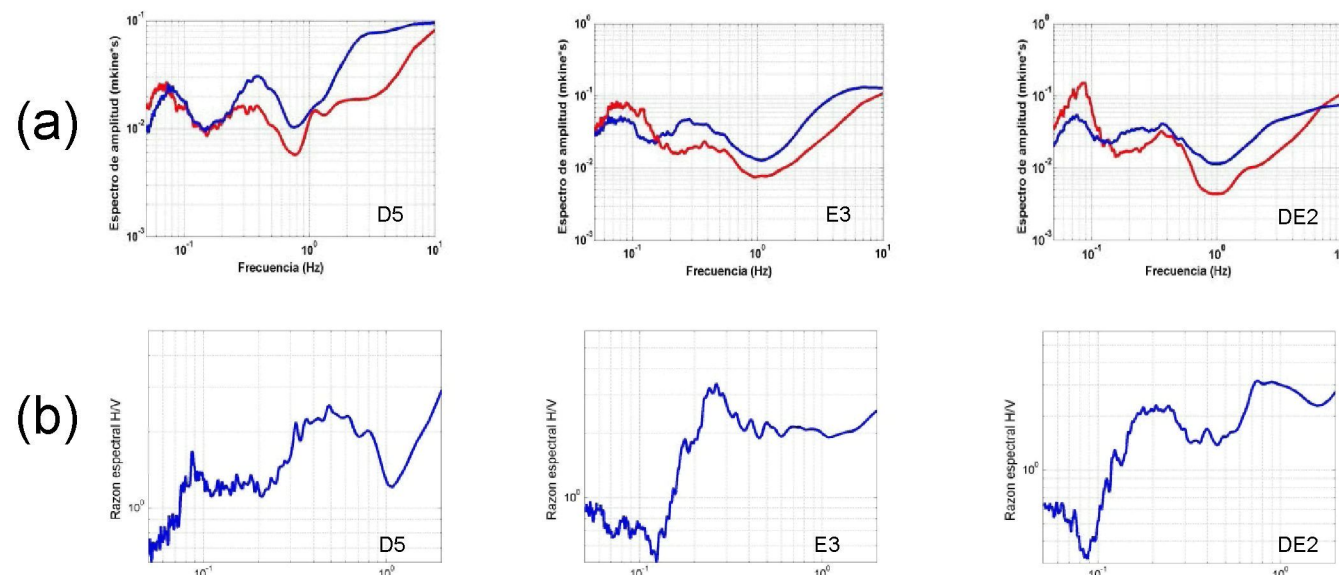 (a)
Espectro de amplitud (mkine*s)
10⁻¹
10⁻²
10⁻³
10⁻¹
10⁰
10¹
Frecuencia (Hz)
D5
Espectro de amplitud (mkine*s)
10⁰
10⁻¹
10⁻²
10⁻³
10⁻¹
10⁰
10¹
Frecuencia (Hz)
E3
Espectro de amplitud (mkine*s)
10⁰
10⁻¹
10⁻²
10⁻³
10⁻¹
10⁰
Frecuencia (Hz)
DE2
(b)
Razon espectral H/V
10⁰
10⁻¹
10⁰
D5
Razon espectral H/V
10⁰
10⁻¹
10⁰
E3
Razon espectral H/V
10⁰
10⁻¹
10⁰
DE2